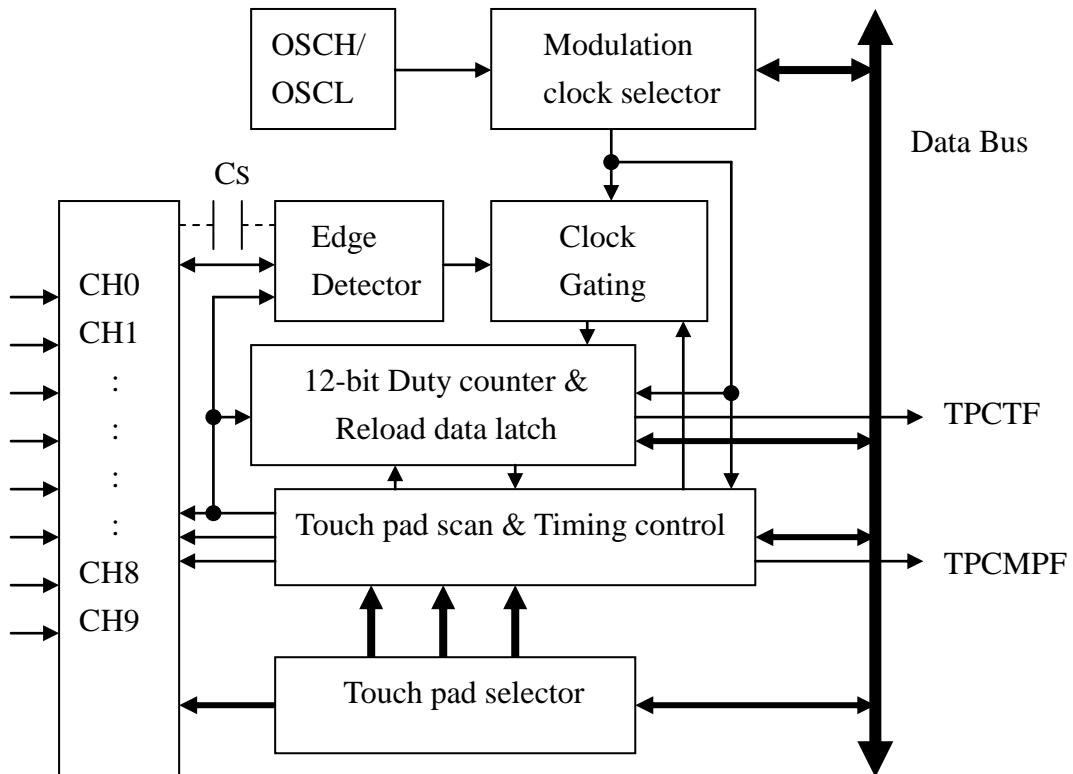 OSCH/
OSCL
Modulation
clock selector
Data Bus
Cs
Edge
Detector
Clock
Gating
CH0
CH1
:
:
:
:
CH8
CH9
12-bit Duty counter &
Reload data latch
TPCTF
Touch pad scan & Timing control
TPCMPF
Touch pad selector